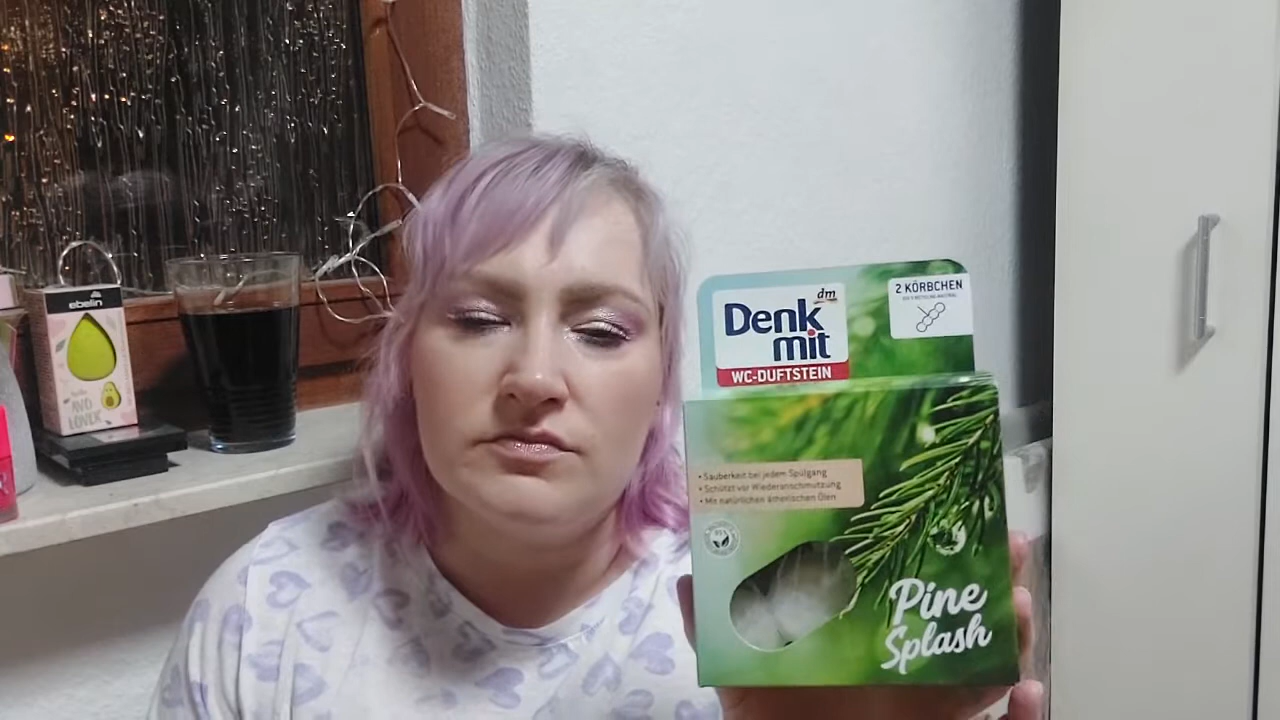 ebelin
AVO
LOVER
dm
Denk
mit
WC-DUFTSTEIN
2 KÖRBCHEN
• Sauberkeit bei jedem Spülgang
• Schützt vor Wiederanschmutzung
• Mit natürlichen ätherischen Ölen
Pine
Splash